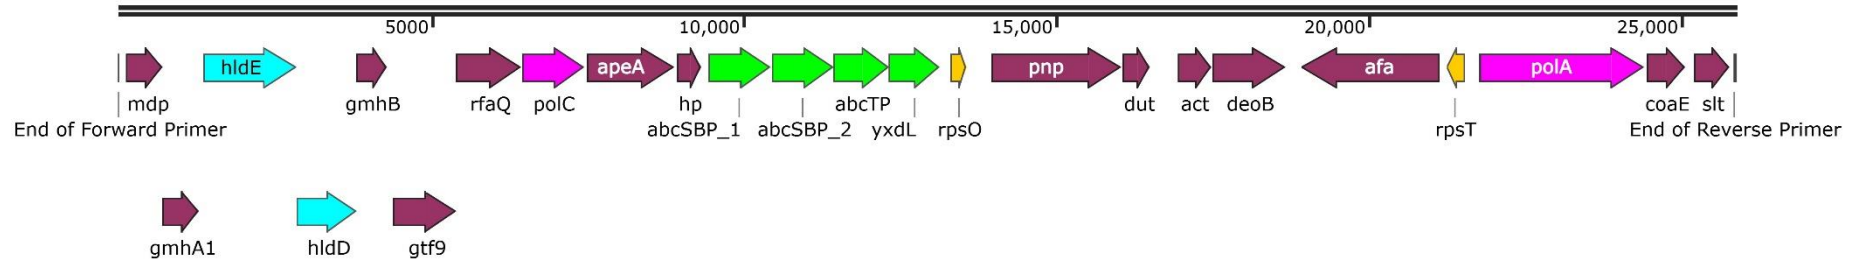 5000 10,000 15,000 20,000 25,000
hldE apeA pnp afa polA
mdp gmhB rfaQ polC hp abcTP dut act deoB coaE slt
End of Forward Primer abcSBP_1 abcSBP_2 yxdL rpsO rpsT End of Reverse Primer
gmhA1 hldD gtf9